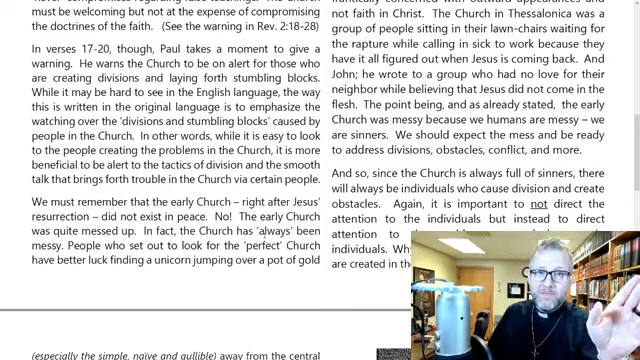 never compromises regarding false teachings. The church
must be welcoming but not at the expense of compromising
the doctrines of the faith. (See the warning in Rev. 2:18-28)
In verses 17-20, though, Paul takes a moment to give a
warning. He warns the Church to be on alert for those who
are creating divisions and laying forth stumbling blocks.
While it may be hard to see in the English language, the way
this is written in the original language is to emphasize the
watching over the 'divisions and stumbling blocks' caused by
people in the Church. In other words, while it is easy to look
to the people creating the problems in the Church, it is more
beneficial to be alert to the tactics of division and the smooth
talk that brings forth trouble in the Church via certain people.
We must remember that the early Church – right after Jesus'
resurrection – did not exist in peace. No! The early Church
was quite messed up. In fact, the Church has 'always' been
messy. People who set out to look for the 'perfect' Church
have better luck finding a unicorn jumping over a pot of gold
(especially the simple, naïve and gullible) away from the central
concerned with outward appearances and
not faith in Christ. The Church in Thessalonica was a
group of people sitting in their lawn-chairs waiting for
the rapture while calling in sick to work because they
have it all figured out when Jesus is coming back. And
John; he wrote to a group who had no love for their
neighbor while believing that Jesus did not come in the
flesh. The point being, and as already stated, the early
Church was messy because we humans are messy – we
are sinners. We should expect the mess and be ready
to address divisions, obstacles, conflict, and more.
And so, since the Church is always full of sinners, there
will always be individuals who cause division and create
obstacles. Again, it is important to not direct the
attention to the individuals but instead to direct
attention to
individuals. Why
are created in the